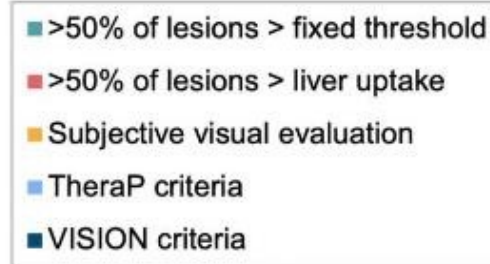 >50% of lesions > fixed threshold
>50% of lesions > liver uptake
Subjective visual evaluation
TheraP criteria
VISION criteria